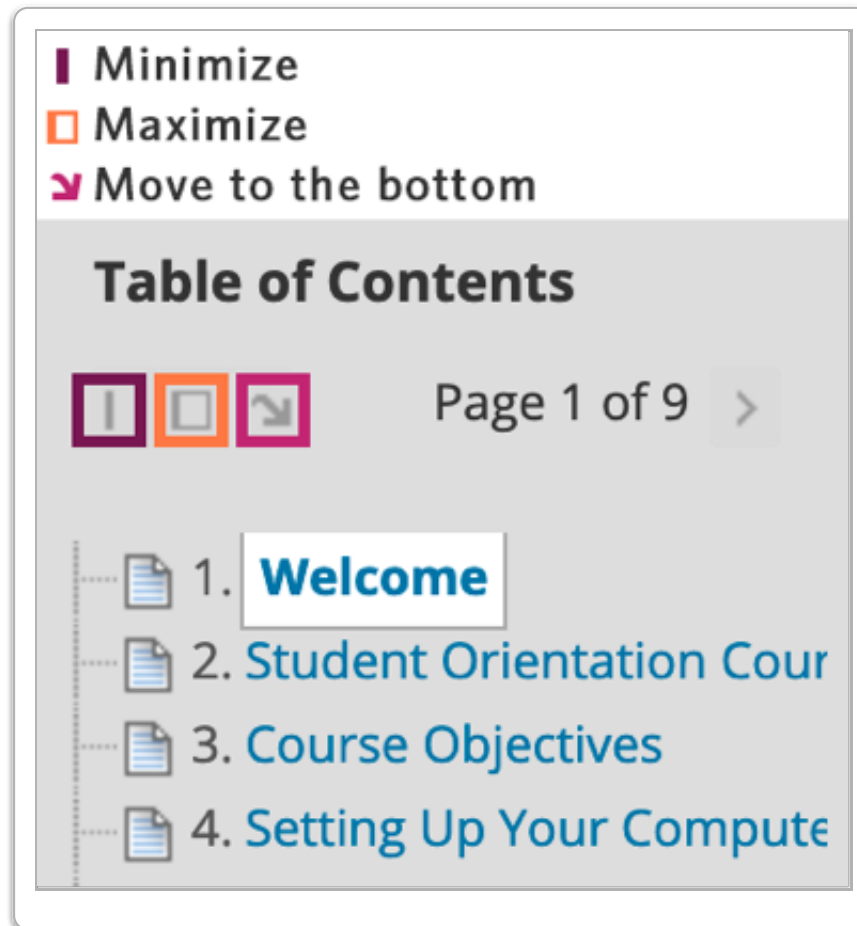 Minimize
Maximize
Move to the bottom
Table of Contents
Page 1 of 9 >
1. Welcome
2. Student Orientation Cour
3. Course Objectives
4. Setting Up Your Compute